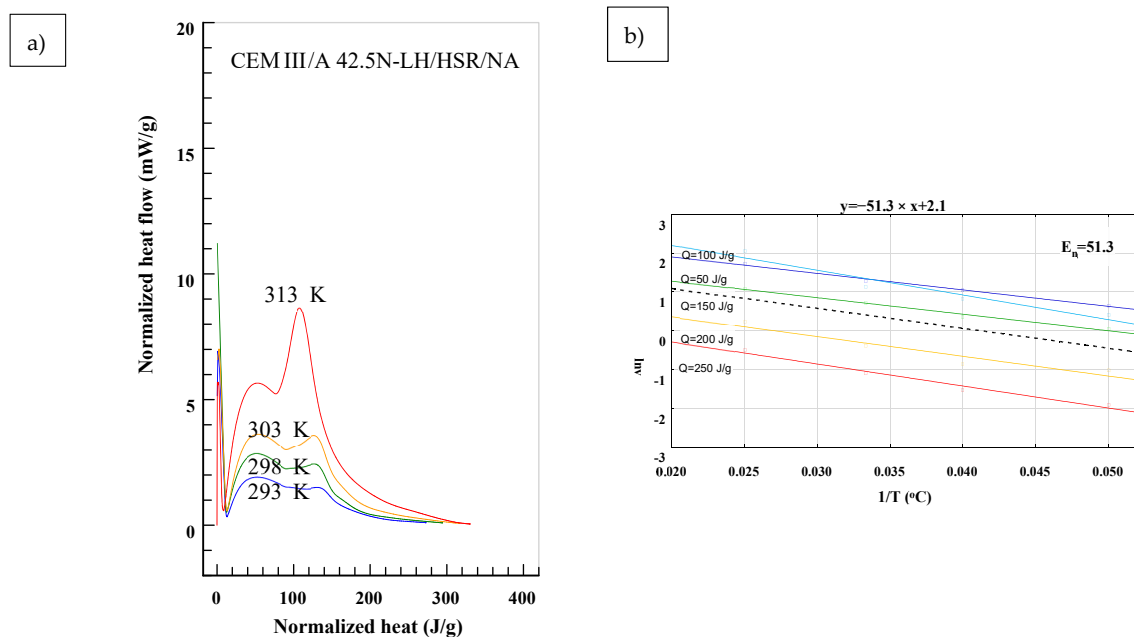 a)
CEM III/A 42.5N-LH/HSR/NA
Normalized heat flow (mW/g)
20
15
10
5
0
313 K
303 K
298 K
293 K
0 100 200 300 400
Normalized heat (J/g)
b)
y=−51.3 × x+2.1
En=51.3
Q=100 J/g
Q=50 J/g
Q=150 J/g
Q=200 J/g
Q=250 J/g
lnv
3
2
1
0
-1
-2
-3
0.020 0.025 0.030 0.035 0.040 0.045 0.050
1/T (°C)